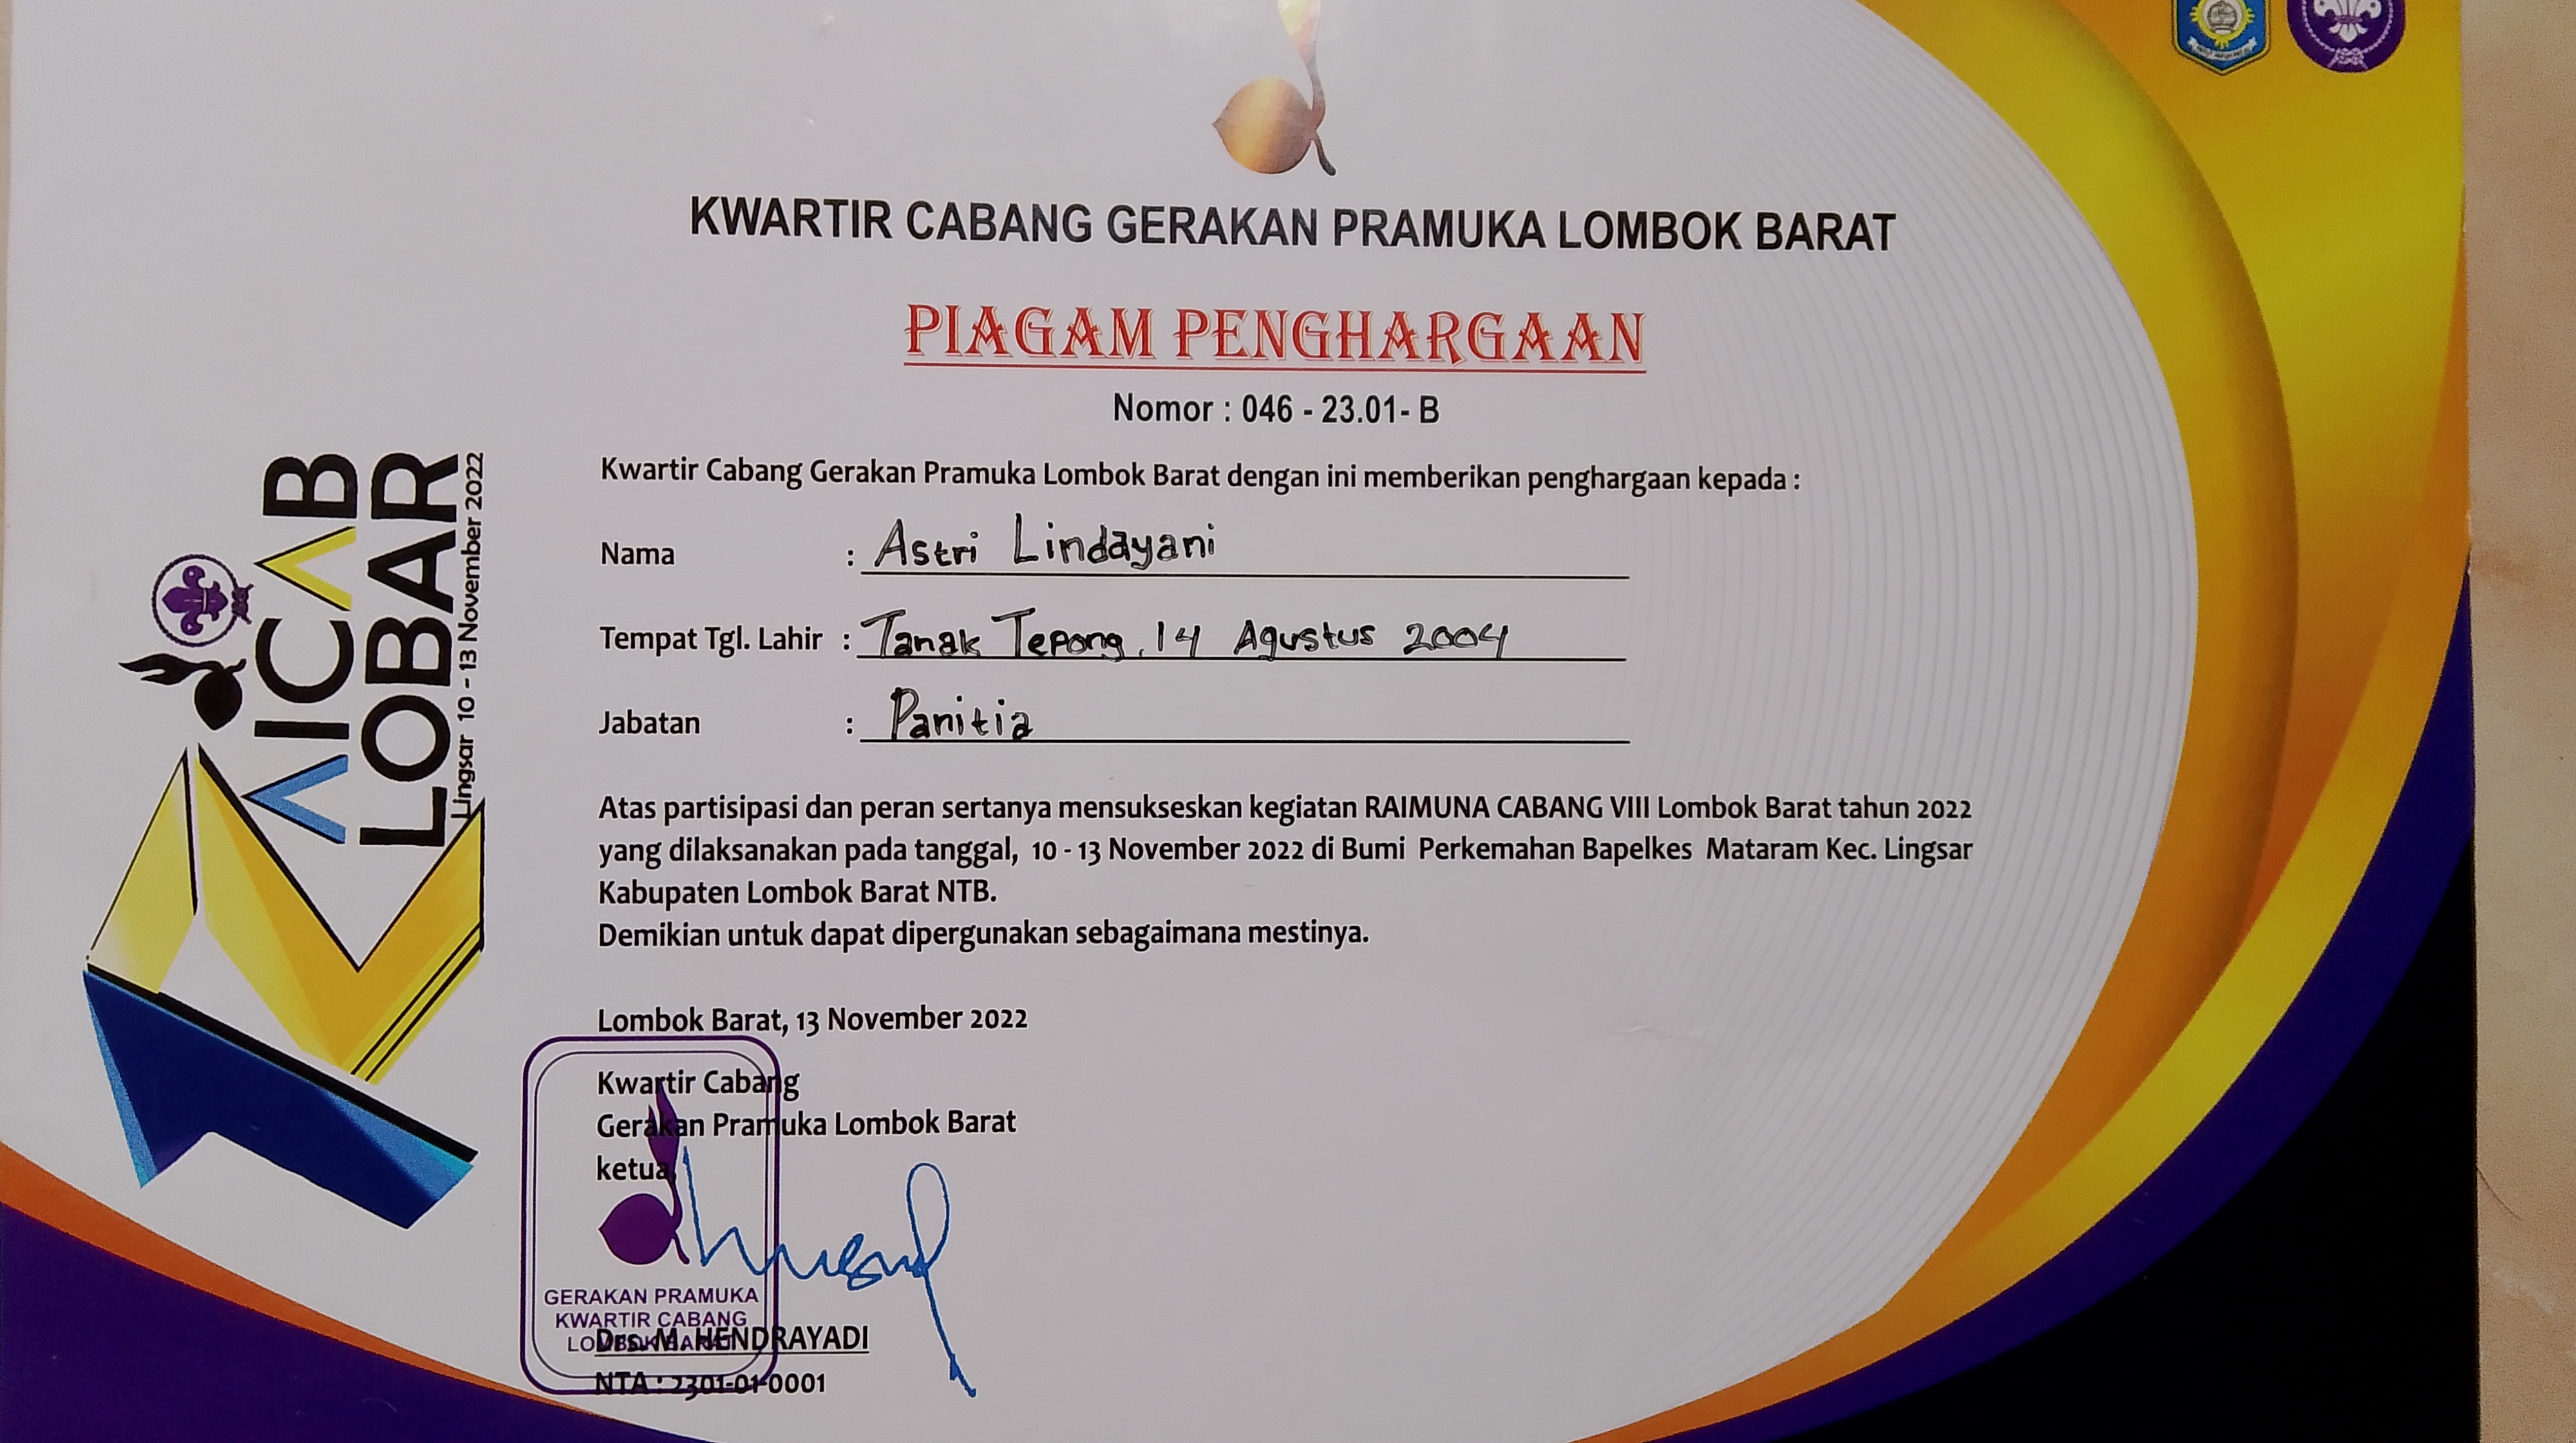 KWARTIR CABANG GERAKAN PRAMUKA LOMBOK BARAT
PIAGAM PENGHARGAAN
Nomor : 046 - 23.01- B
Kwartir Cabang Gerakan Pramuka Lombok Barat dengan ini memberikan penghargaan kepada :
Nama : Astri Lindayani
Tempat Tgl. Lahir : Tanak Tepong, 14 Agustus 2004
Jabatan : Panitia
Atas partisipasi dan peran sertanya mensukseskan kegiatan RAIMUNA CABANG VIII Lombok Barat tahun 2022
yang dilaksanakan pada tanggal, 10 - 13 November 2022 di Bumi Perkemahan Bapelkes Mataram Kec. Lingsar
Kabupaten Lombok Barat NTB.
Demikian untuk dapat dipergunakan sebagaimana mestinya.
Lombok Barat, 13 November 2022
Kwartir Cabang
Gerakan Pramuka Lombok Barat
ketua
GERAKAN PRAMUKA
KWARTIR CABANG
LOMBOK BARAT
Drs. M. HENDRAYADI
NTA : 2301-01-0001
ΛICΛB
LOBAR
Lingsar 10 - 13 November 2022